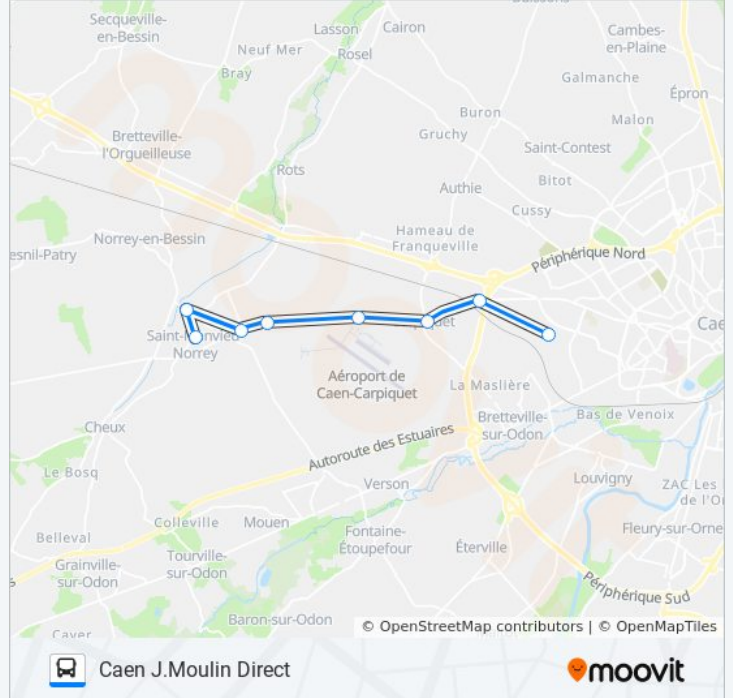 Secqueville-
en-Bessin
Lasson
Cairon
Cambes-
en-Plaine
Neuf Mer
Rosel
Bray
Galmanche
Épron
Buron
Malon
Bretteville-
l'Orgueilleuse
Gruchy
Saint-Contest
Rots
Bitot
Authie
Cussy
Hameau de
Franqueville
Norrey-en-Bessin
esnil-Patry
Périphérique Nord
Cae
Norrey
Aéroport de
Caen-Carpiquet
La Maslière
Bretteville-
sur-Odon
Bas de Venoix
Cheux
Autoroute des Estuaires
Le Bosq
Verson
Louvigny
ZAC Les
de l'Or
Colleville
Mouen
Fleury-sur-Orne
Belleval
Fontaine-
Étoupefour
Éterville
Grainville-
sur-Odon
Tourville-
sur-Odon
Périphérique Sud
Baron-sur-Odon
Cayer
© OpenStreetMap contributors | © OpenMapTiles
Caen J.Moulin Direct
moovit